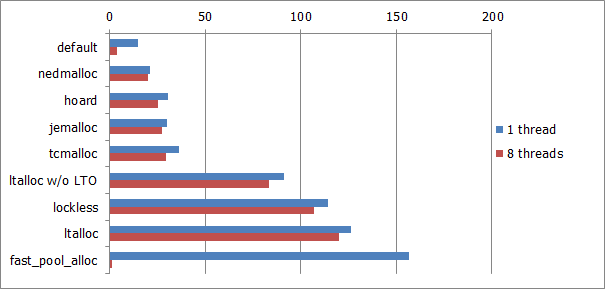 0 50 100 150 200
default
nedmalloc
hoard
jemalloc
tcmalloc
ltalloc w/o LTO
lockless
ltalloc
fast_pool_alloc
1 thread
8 threads